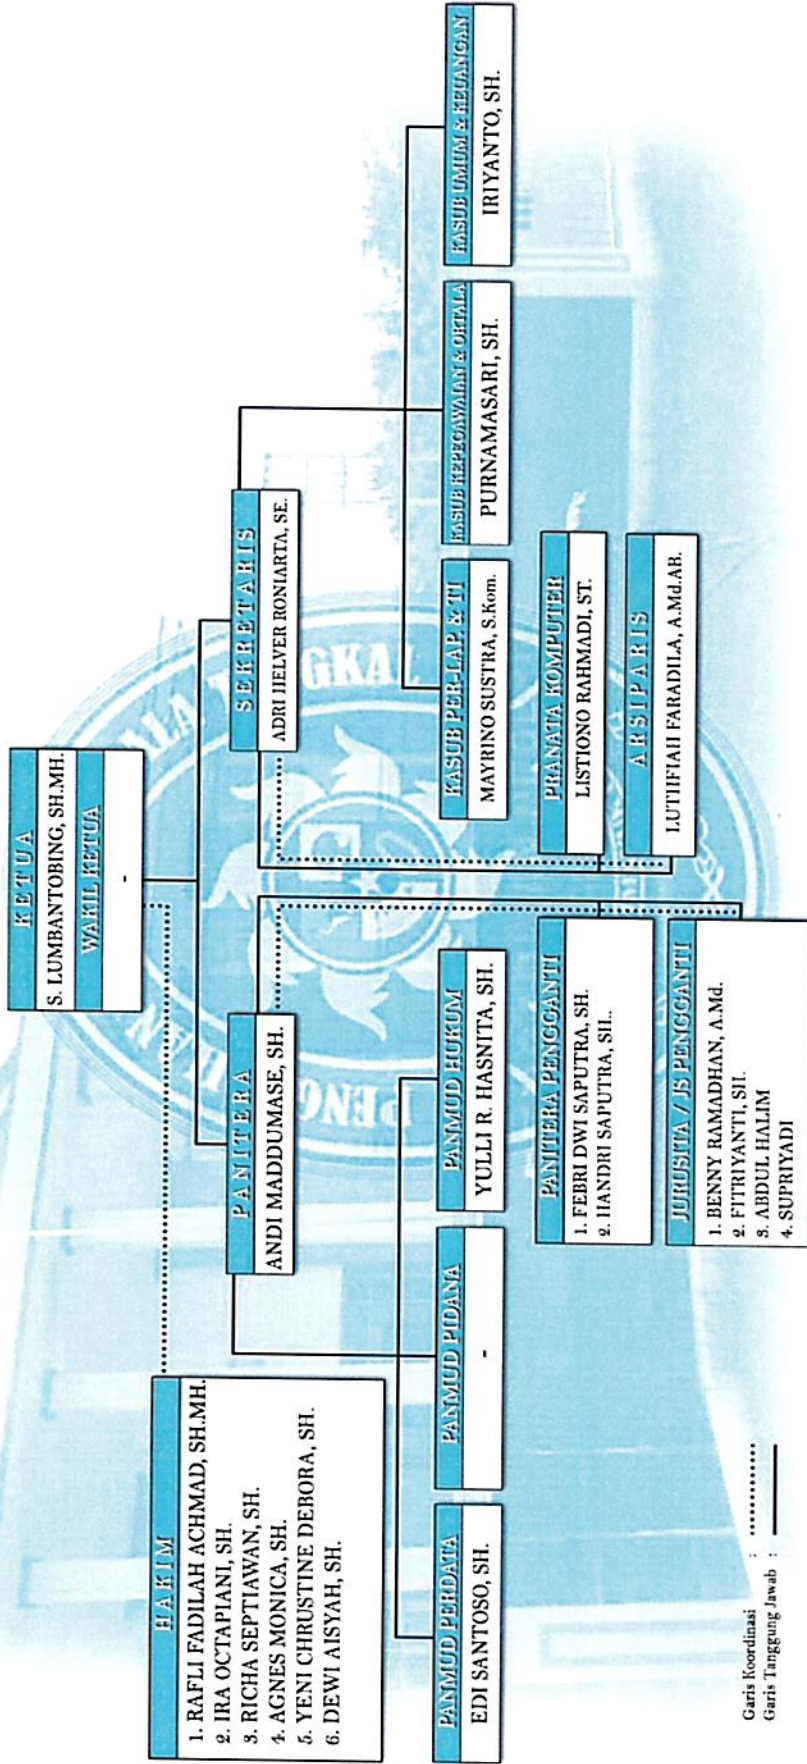 KETUA
S. LUMBANTOBING, SH.MH.
WAKIL KETUA
-
HAKIM
1. RAFLI FADILAH ACHMAD, SH.MH.
2. IRA OCTAPIANI, SH.
3. RICHA SEPTIAWAN, SH.
4. AGNES MONICA, SH.
5. YENI CHRUSTINE DEBORA, SH.
6. DEWI AISYAH, SH.
PANITERA
ANDI MADDUMASE, SH.
SEKRETARIS
ADRI HELVER RONIARTA, SE.
PANMUD PERDATA
EDI SANTOSO, SH.
PANMUD PIDANA
-
PANMUD HUKUM
YULLI R. HASNITA, SH.
KASUB PER-LAP. & TI
MAYRINO SUSTRA, S.Kom.
KASUB KEPEGAWAIAN & ORTALA
PURNAMASARI, SH.
KASUB UMUM & KEUANGAN
IRIYANTO, SH.
PANITERA PENGGANTI
1. FEBRI DWI SAPUTRA, SH.
2. HANDRI SAPUTRA, SH..
PRANATA KOMPUTER
LISTIONO RAHMADI, ST.
JURUSITA / JS PENGGANTI
1. BENNY RAMADHAN, A.Md.
2. FITRIYANTI, SH.
3. ABDUL HALIM
4. SUPRIYADI
ARSIPARIS
LUTHFIAH FARADILA, A.Md.AB.
Garis Koordinasi :
Garis Tanggung Jawab :